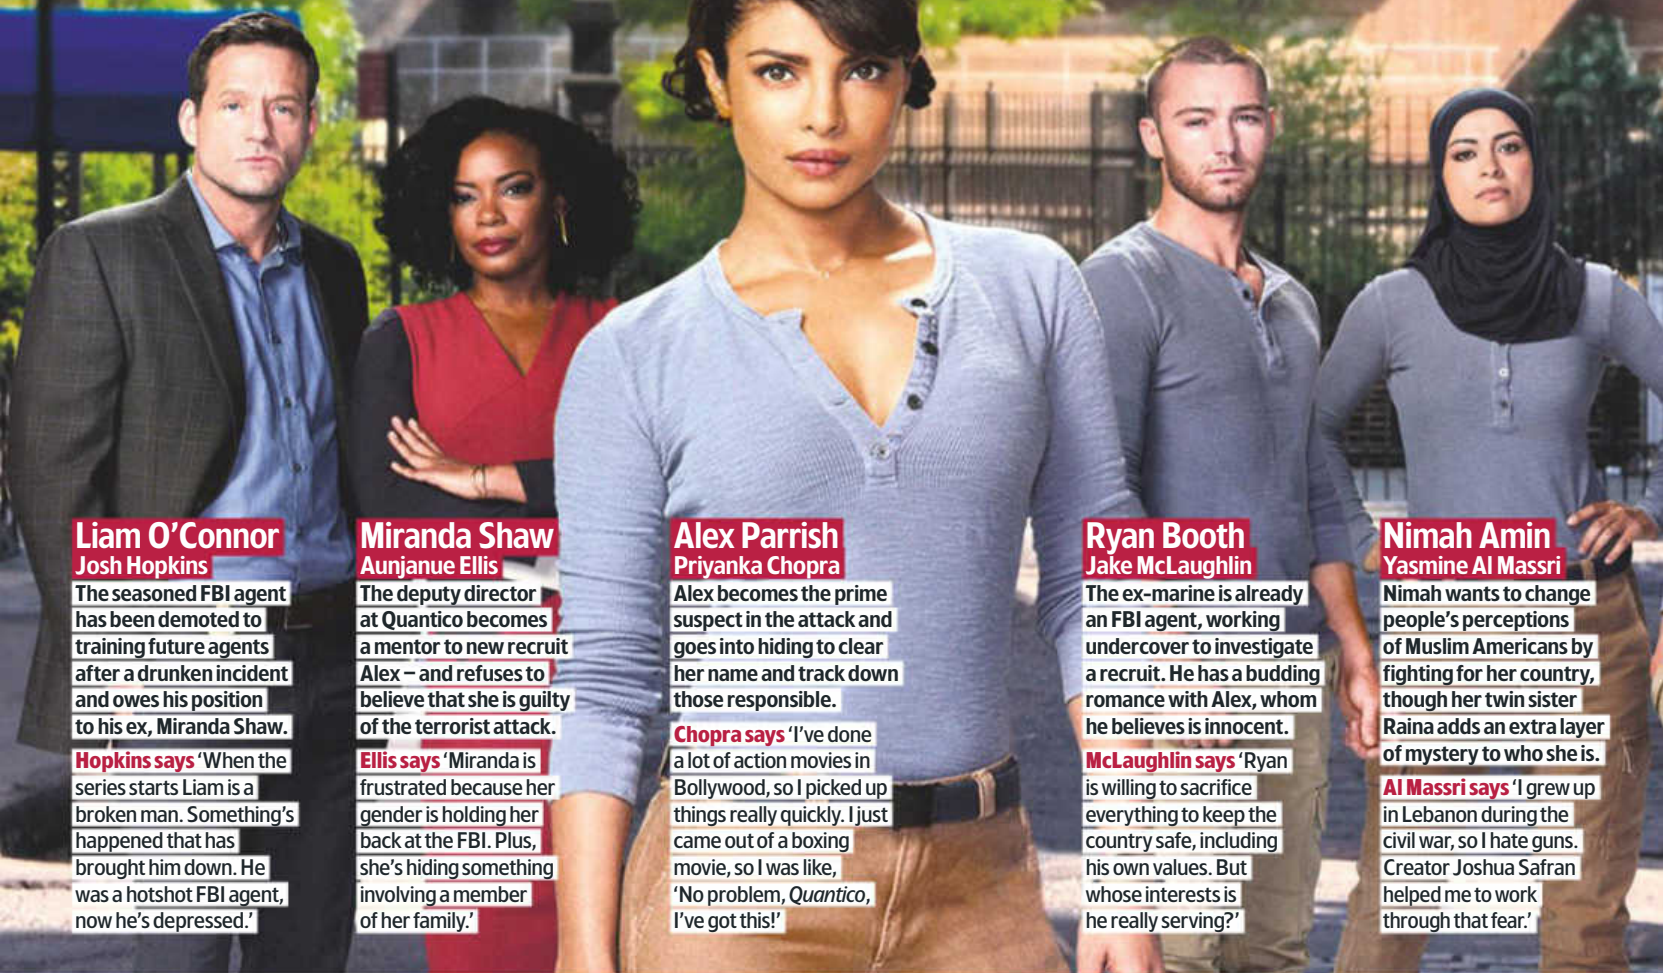 Liam O'Connor
Josh Hopkins
The seasoned FBI agent
has been demoted to
training future agents
after a drunken incident
and owes his position
to his ex, Miranda Shaw.
Hopkins says 'When the
series starts Liam is a
broken man. Something's
happened that has
brought him down. He
was a hotshot FBI agent,
now he's depressed.'
Miranda Shaw
Aunjanue Ellis
The deputy director
at Quantico becomes
a mentor to new recruit
Alex – and refuses to
believe that she is guilty
of the terrorist attack.
Ellis says 'Miranda is
frustrated because her
gender is holding her
back at the FBI. Plus,
she's hiding something
involving a member
of her family.'
Alex Parrish
Priyanka Chopra
Alex becomes the prime
suspect in the attack and
goes into hiding to clear
her name and track down
those responsible.
Chopra says 'I've done
a lot of action movies in
Bollywood, so I picked up
things really quickly. I just
came out of a boxing
movie, so I was like,
'No problem, Quantico,
I've got this!'
Ryan Booth
Jake McLaughlin
The ex-marine is already
an FBI agent, working
undercover to investigate
a recruit. He has a budding
romance with Alex, whom
he believes is innocent.
McLaughlin says 'Ryan
is willing to sacrifice
everything to keep the
country safe, including
his own values. But
whose interests is
he really serving?'
Nimah Amin
Yasmine Al Massri
Nimah wants to change
people's perceptions
of Muslim Americans by
fighting for her country,
though her twin sister
Raina adds an extra layer
of mystery to who she is.
Al Massri says 'I grew up
in Lebanon during the
civil war, so I hate guns.
Creator Joshua Safran
helped me to work
through that fear.'